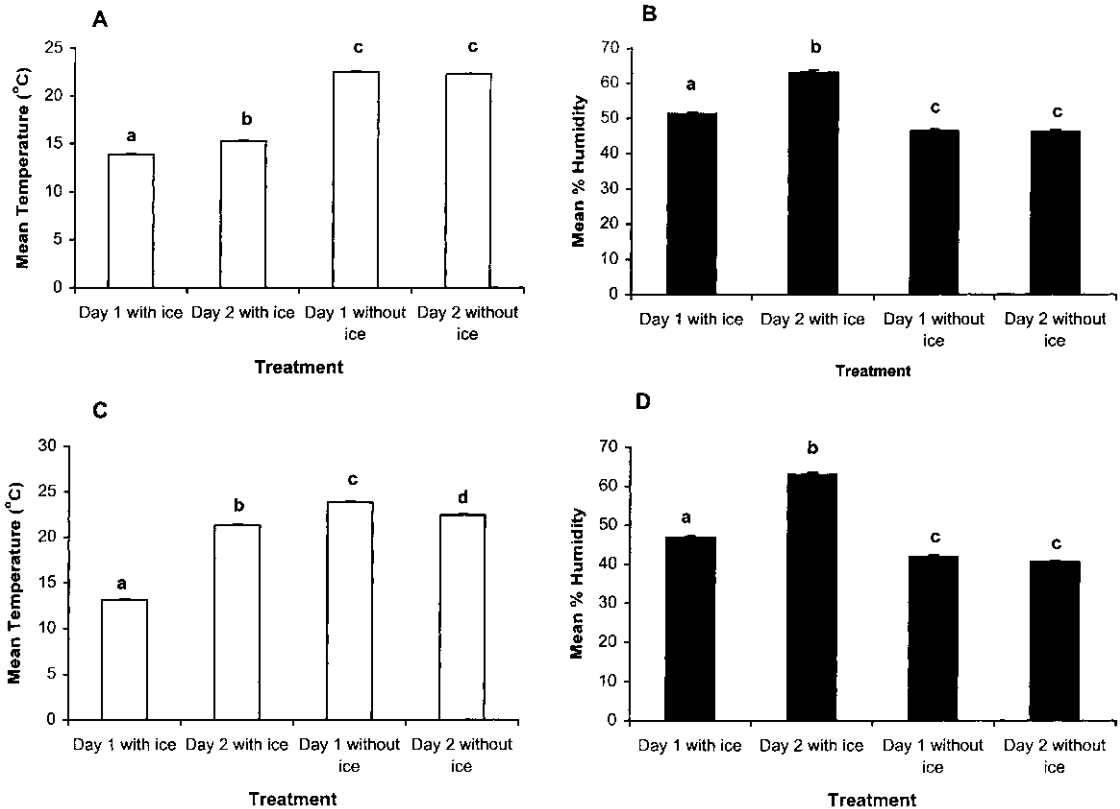 A
Mean Temperature (°C)
25
20
15
10
5
0
a
b
c
c
Day 1 with ice
Day 2 with ice
Day 1 without
ice
Day 2 without
ice
Treatment
B
Mean % Humidity
70
60
50
40
30
20
10
0
a
b
c
c
Day 1 with ice
Day 2 with ice
Day 1 without
ice
Day 2 without
ice
Treatment
C
Mean Temperature (°C)
30
25
20
15
10
5
0
a
b
c
d
Day 1 with ice
Day 2 with ice
Day 1 without
ice
Day 2 without
ice
Treatment
D
Mean % Humidity
70
60
50
40
30
20
10
0
a
b
c
c
Day 1 with ice
Day 2 with ice
Day 1 without
ice
Day 2 without
ice
Treatment